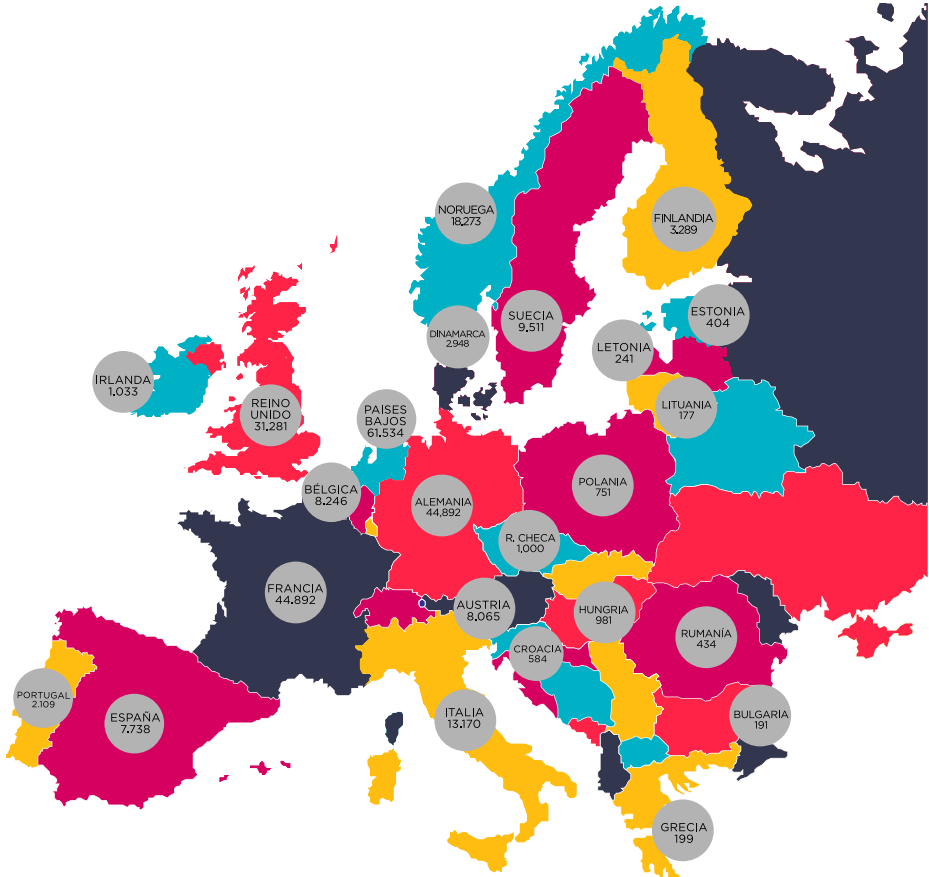 NORUEGA
18.273
FINLANDIA
3.289
SUECIA
9.511
ESTONIA
404
DINAMARCA
2.948
LETONIA
241
IRLANDA
1.033
REINO
UNIDO
31.281
PAISES
BAJOS
61.534
LITUANIA
177
BÉLGICA
8.246
ALEMANIA
44,892
POLANIA
751
R. CHECA
1,000
FRANCIA
44.892
AUSTRIA
8.065
HUNGRIA
981
RUMANÍA
434
CROACIA
584
PORTUGAL
2.109
ESPAÑA
7.738
ITALIA
13.170
BULGARÍA
191
GRECIA
199